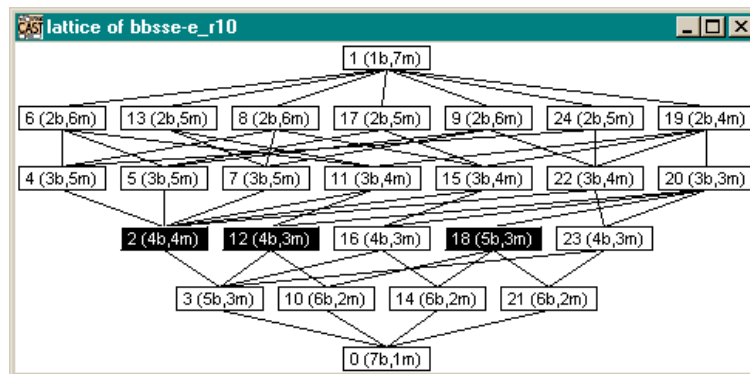 CAST lattice of bbsse-e_r10
1 (1b,7m)
6 (2b,6m) 13 (2b,5m) 8 (2b,6m) 17 (2b,5m) 9 (2b,6m) 24 (2b,5m) 19 (2b,4m)
4 (3b,5m) 5 (3b,5m) 7 (3b,5m) 11 (3b,4m) 15 (3b,4m) 22 (3b,4m) 20 (3b,3m)
2 (4b,4m) 12 (4b,3m) 16 (4b,3m) 18 (5b,3m) 23 (4b,3m)
3 (5b,3m) 10 (6b,2m) 14 (6b,2m) 21 (6b,2m)
0 (7b,1m)